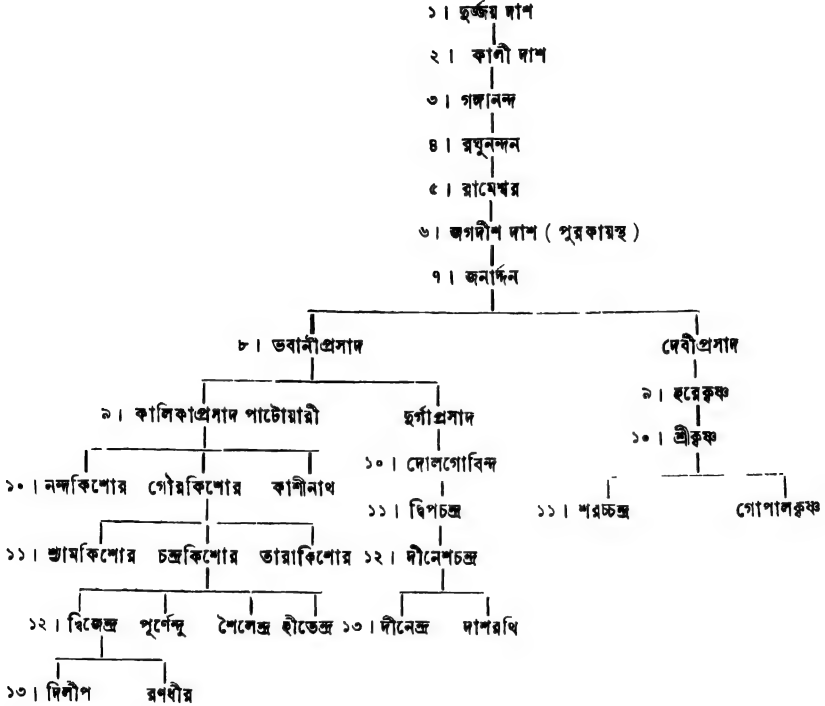 ১। দুর্জ্জয় দাশ
২। কালী দাশ
৩। গঙ্গানন্দ
৪। রঘুনন্দন
৫। রামেশ্বর
৬। জগদীশ দাশ ( পুরকায়স্থ )
৭। জনার্দ্দন
৮। ভবানীপ্রসাদ দেবীপ্রসাদ
৯। হরেকৃষ্ণ
৯। কালিকাপ্রসাদ পাটোয়ারী দুর্গাপ্রসাদ
১০। শ্রীকৃষ্ণ
১০। দোলগোবিন্দ
১০। নন্দকিশোর গৌরকিশোর কাশীনাথ
১১। দ্বিপচন্দ্র ১১। শরচ্চন্দ্র গোপালকৃষ্ণ
১১। শ্যামকিশোর চন্দ্রকিশোর তারাকিশোর ১২। দীনেশচন্দ্র
১২। দ্বিজেন্দ্র পূর্ণেন্দু শৈলেন্দ্র হীতেন্দ্র ১৩। দীনেন্দ্র দাশরথি
১৩। দিলীপ রণধীর